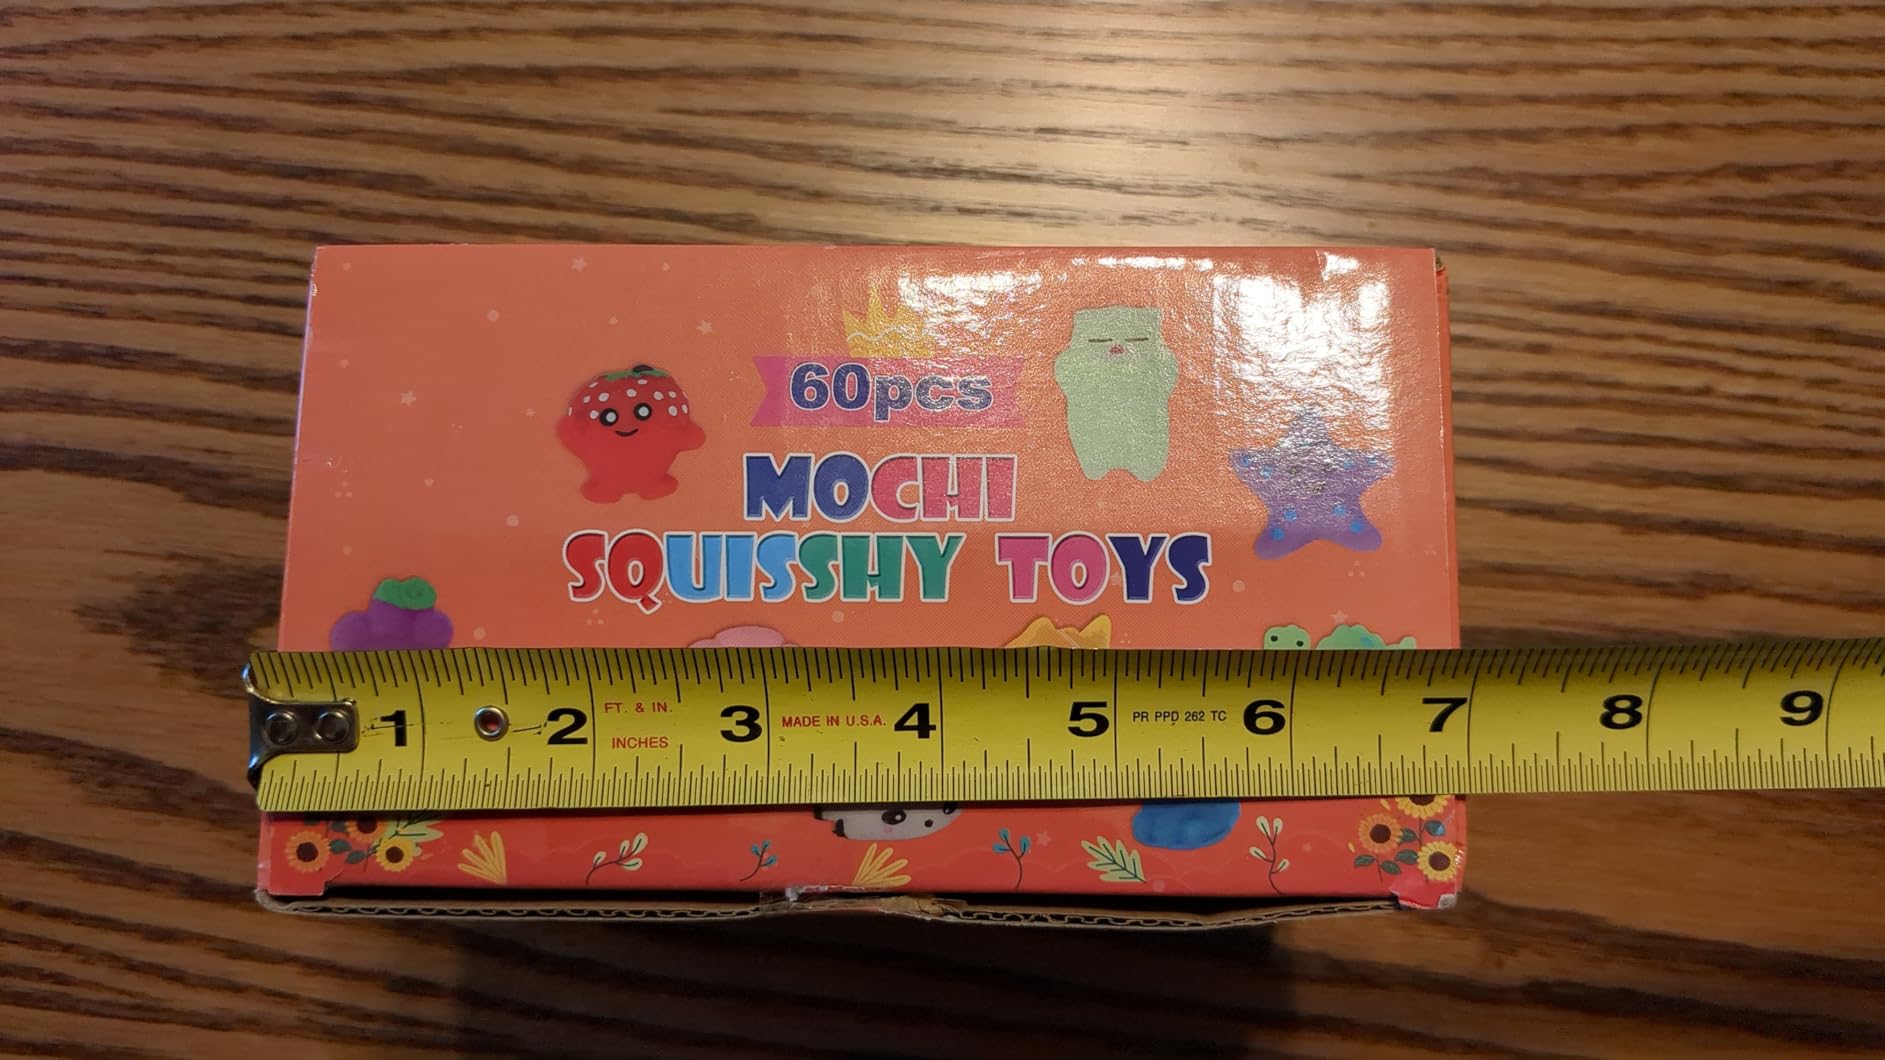 60pcs
MOCHI
SQUISSHY TOYS
1 2 FT. & IN. 3 MADE IN U.S.A. 4 5 PR PPD 262 TC 6 7 8 9
INCHES